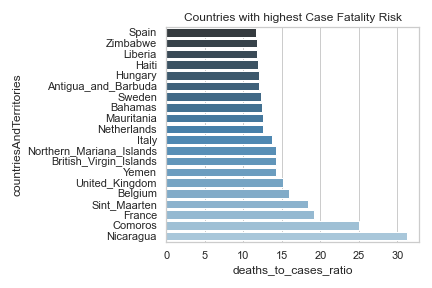 Countries with highest Case Fatality Risk
countriesAndTerritories
Spain
Zimbabwe
Liberia
Haiti
Hungary
Antigua_and_Barbuda
Sweden
Bahamas
Mauritania
Netherlands
Italy
Northern_Mariana_Islands
British_Virgin_Islands
Yemen
United_Kingdom
Belgium
Sint_Maarten
France
Comoros
Nicaragua
0 5 10 15 20 25 30
deaths_to_cases_ratio